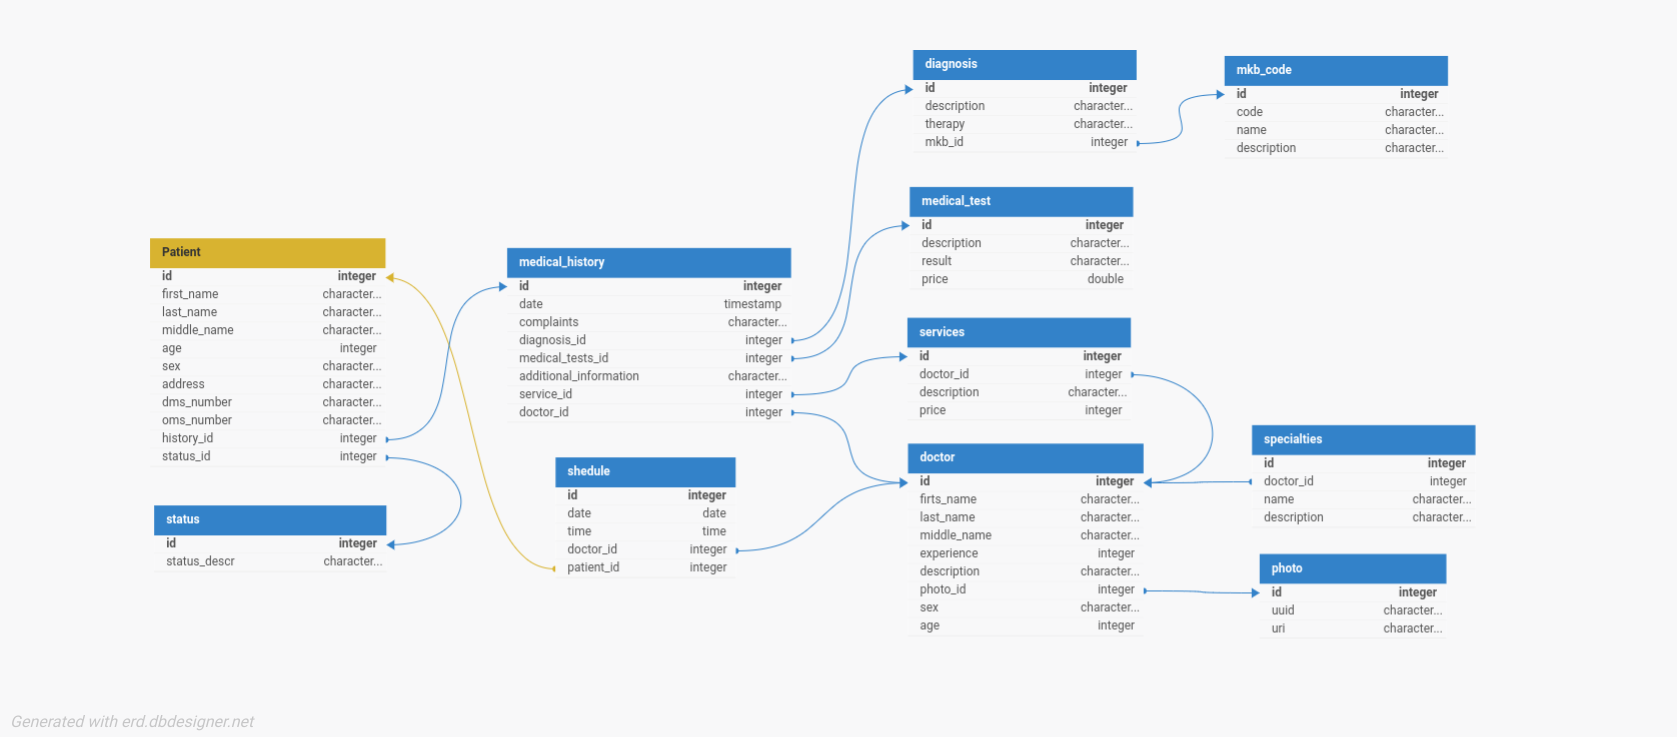 diagnosis
id integer
description character...
therapy character...
mkb_id integer
mkb_code
id integer
code character...
name character...
description character...
medical_test
id integer
description character...
result character...
price double
Patient
id integer
first_name character...
last_name character...
middle_name character...
age integer
sex character...
address character...
dms_number character...
oms_number character...
history_id integer
status_id integer
medical_history
id integer
date timestamp
complaints character...
diagnosis_id integer
medical_tests_id integer
additional_information character...
service_id integer
doctor_id integer
services
id integer
doctor_id integer
description character...
price integer
specialties
id integer
doctor_id integer
name character...
description character...
doctor
id integer
firts_name character...
last_name character...
middle_name character...
experience integer
description character...
photo_id integer
sex character...
age integer
shedule
id integer
date date
time time
doctor_id integer
patient_id integer
status
id integer
status_descr character...
photo
id integer
uuid character...
uri character...
Generated with erd.dbdesigner.net